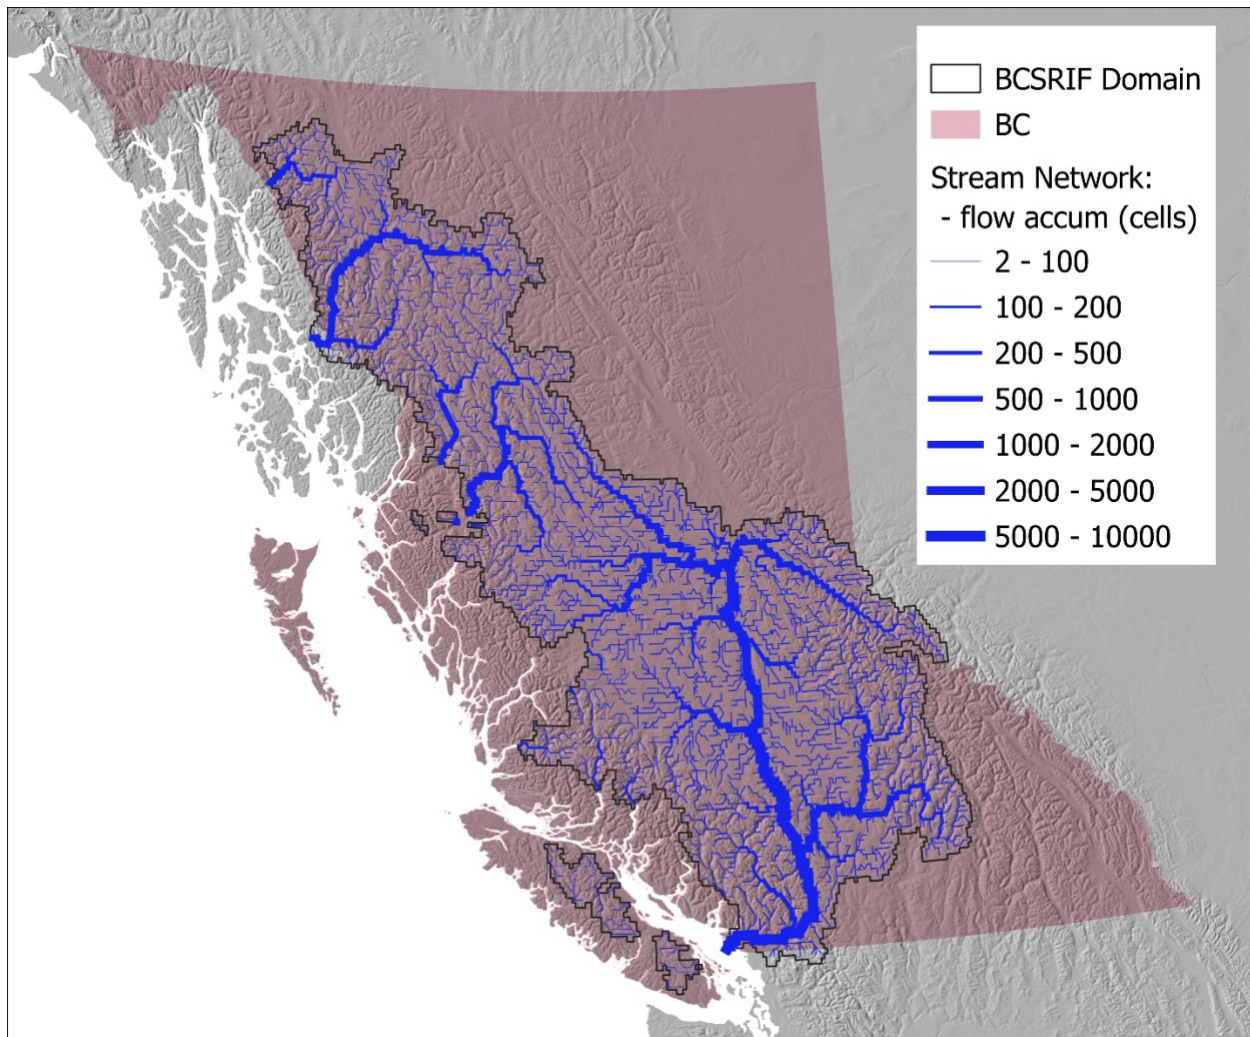 BCSRIF Domain
BC
Stream Network:
- flow accum (cells)
2 - 100
100 - 200
200 - 500
500 - 1000
1000 - 2000
2000 - 5000
5000 - 10000